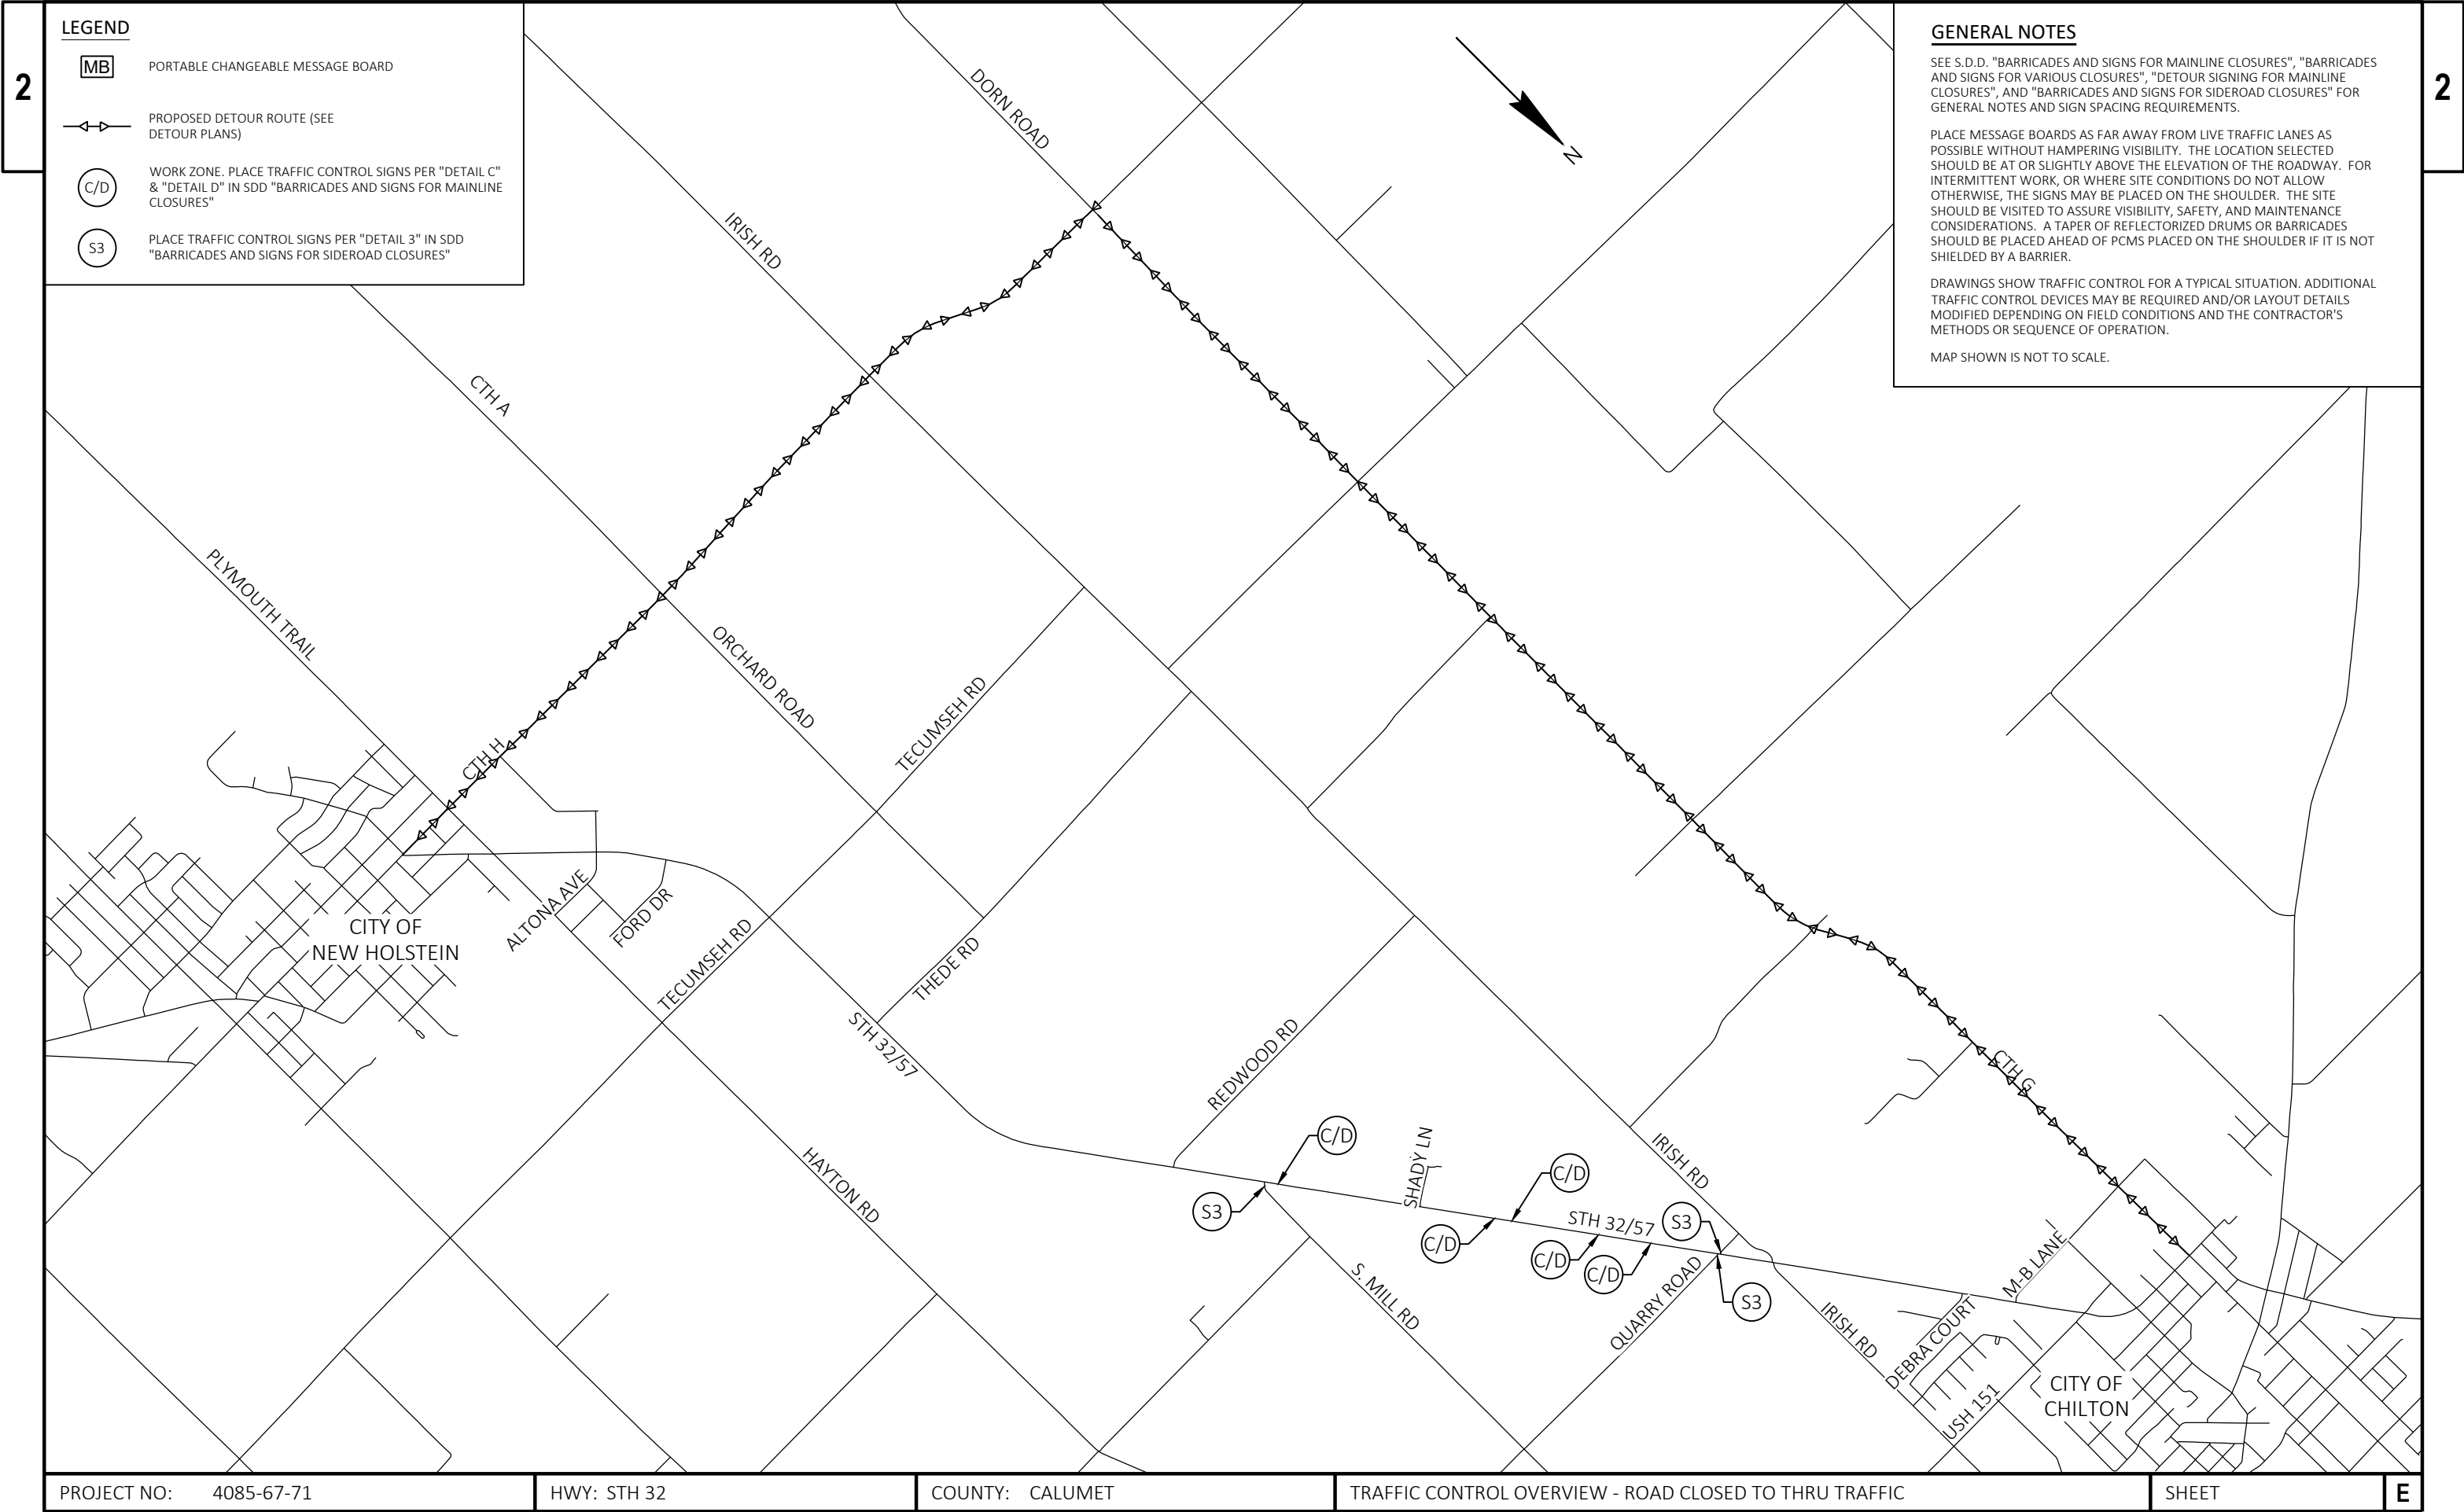 2
LEGEND
MB
PORTABLE CHANGEABLE MESSAGE BOARD
PROPOSED DETOUR ROUTE (SEE
DETOUR PLANS)
C/D
WORK ZONE. PLACE TRAFFIC CONTROL SIGNS PER "DETAIL C"
& "DETAIL D" IN SDD "BARRICADES AND SIGNS FOR MAINLINE
CLOSURES"
S3
PLACE TRAFFIC CONTROL SIGNS PER "DETAIL 3" IN SDD
"BARRICADES AND SIGNS FOR SIDEROAD CLOSURES"
GENERAL NOTES
SEE S.D.D. "BARRICADES AND SIGNS FOR MAINLINE CLOSURES", "BARRICADES
AND SIGNS FOR VARIOUS CLOSURES", "DETOUR SIGNING FOR MAINLINE
CLOSURES", AND "BARRICADES AND SIGNS FOR SIDEROAD CLOSURES" FOR
GENERAL NOTES AND SIGN SPACING REQUIREMENTS.
PLACE MESSAGE BOARDS AS FAR AWAY FROM LIVE TRAFFIC LANES AS
POSSIBLE WITHOUT HAMPERING VISIBILITY. THE LOCATION SELECTED
SHOULD BE AT OR SLIGHTLY ABOVE THE ELEVATION OF THE ROADWAY. FOR
INTERMITTENT WORK, OR WHERE SITE CONDITIONS DO NOT ALLOW
OTHERWISE, THE SIGNS MAY BE PLACED ON THE SHOULDER. THE SITE
SHOULD BE VISITED TO ASSURE VISIBILITY, SAFETY, AND MAINTENANCE
CONSIDERATIONS. A TAPER OF REFLECTORIZED DRUMS OR BARRICADES
SHOULD BE PLACED AHEAD OF PCMS PLACED ON THE SHOULDER IF IT IS NOT
SHIELDED BY A BARRIER.
DRAWINGS SHOW TRAFFIC CONTROL FOR A TYPICAL SITUATION. ADDITIONAL
TRAFFIC CONTROL DEVICES MAY BE REQUIRED AND/OR LAYOUT DETAILS
MODIFIED DEPENDING ON FIELD CONDITIONS AND THE CONTRACTOR'S
METHODS OR SEQUENCE OF OPERATION.
MAP SHOWN IS NOT TO SCALE.
2
N
DORN ROAD
IRISH RD
CTH A
PLYMOUTH TRAIL
ORCHARD ROAD
TECUMSEH RD
CTH H
ALTONA AVE
FORD DR
CITY OF
NEW HOLSTEIN
TECUMSEH RD
THEDE RD
STH 32/57
REDWOOD RD
CTH G
HAYTON RD
C/D
S3
SHADY LN
C/D
C/D
STH 32/57
C/D
C/D
S3
IRISH RD
S3
S. MILL RD
QUARRY ROAD
IRISH RD
M-B LANE
DEBRA COURT
USH 151
CITY OF
CHILTON
PROJECT NO: 4085-67-71
HWY: STH 32
COUNTY: CALUMET
TRAFFIC CONTROL OVERVIEW - ROAD CLOSED TO THRU TRAFFIC
SHEET
E